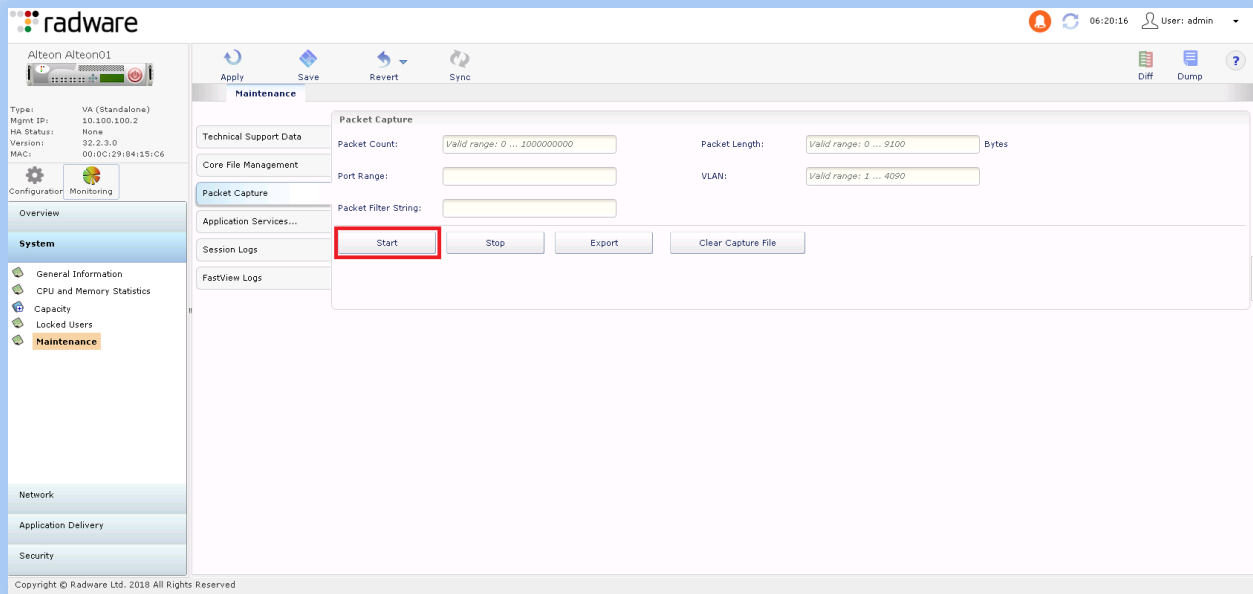 radware
06:20:16 User: admin
Alteon Alteon01
Apply Save Revert Sync Diff Dump ?
Maintenance
Type: VA (Standalone)
Mgmt IP: 10.100.100.2
HA Status: None
Version: 32.2.3.0
MAC: 00:0C:29:84:15:C6
Configuration Monitoring
Overview
System
General Information
CPU and Memory Statistics
Capacity
Locked Users
Maintenance
Network
Application Delivery
Security
Technical Support Data
Core File Management
Packet Capture
Application Services...
Session Logs
FastView Logs
Packet Capture
Packet Count: Valid range: 0 ... 1000000000 Packet Length: Valid range: 0 ... 9100 Bytes
Port Range: VLAN: Valid range: 1 ... 4090
Packet Filter String:
Start Stop Export Clear Capture File
Copyright © Radware Ltd. 2018 All Rights Reserved